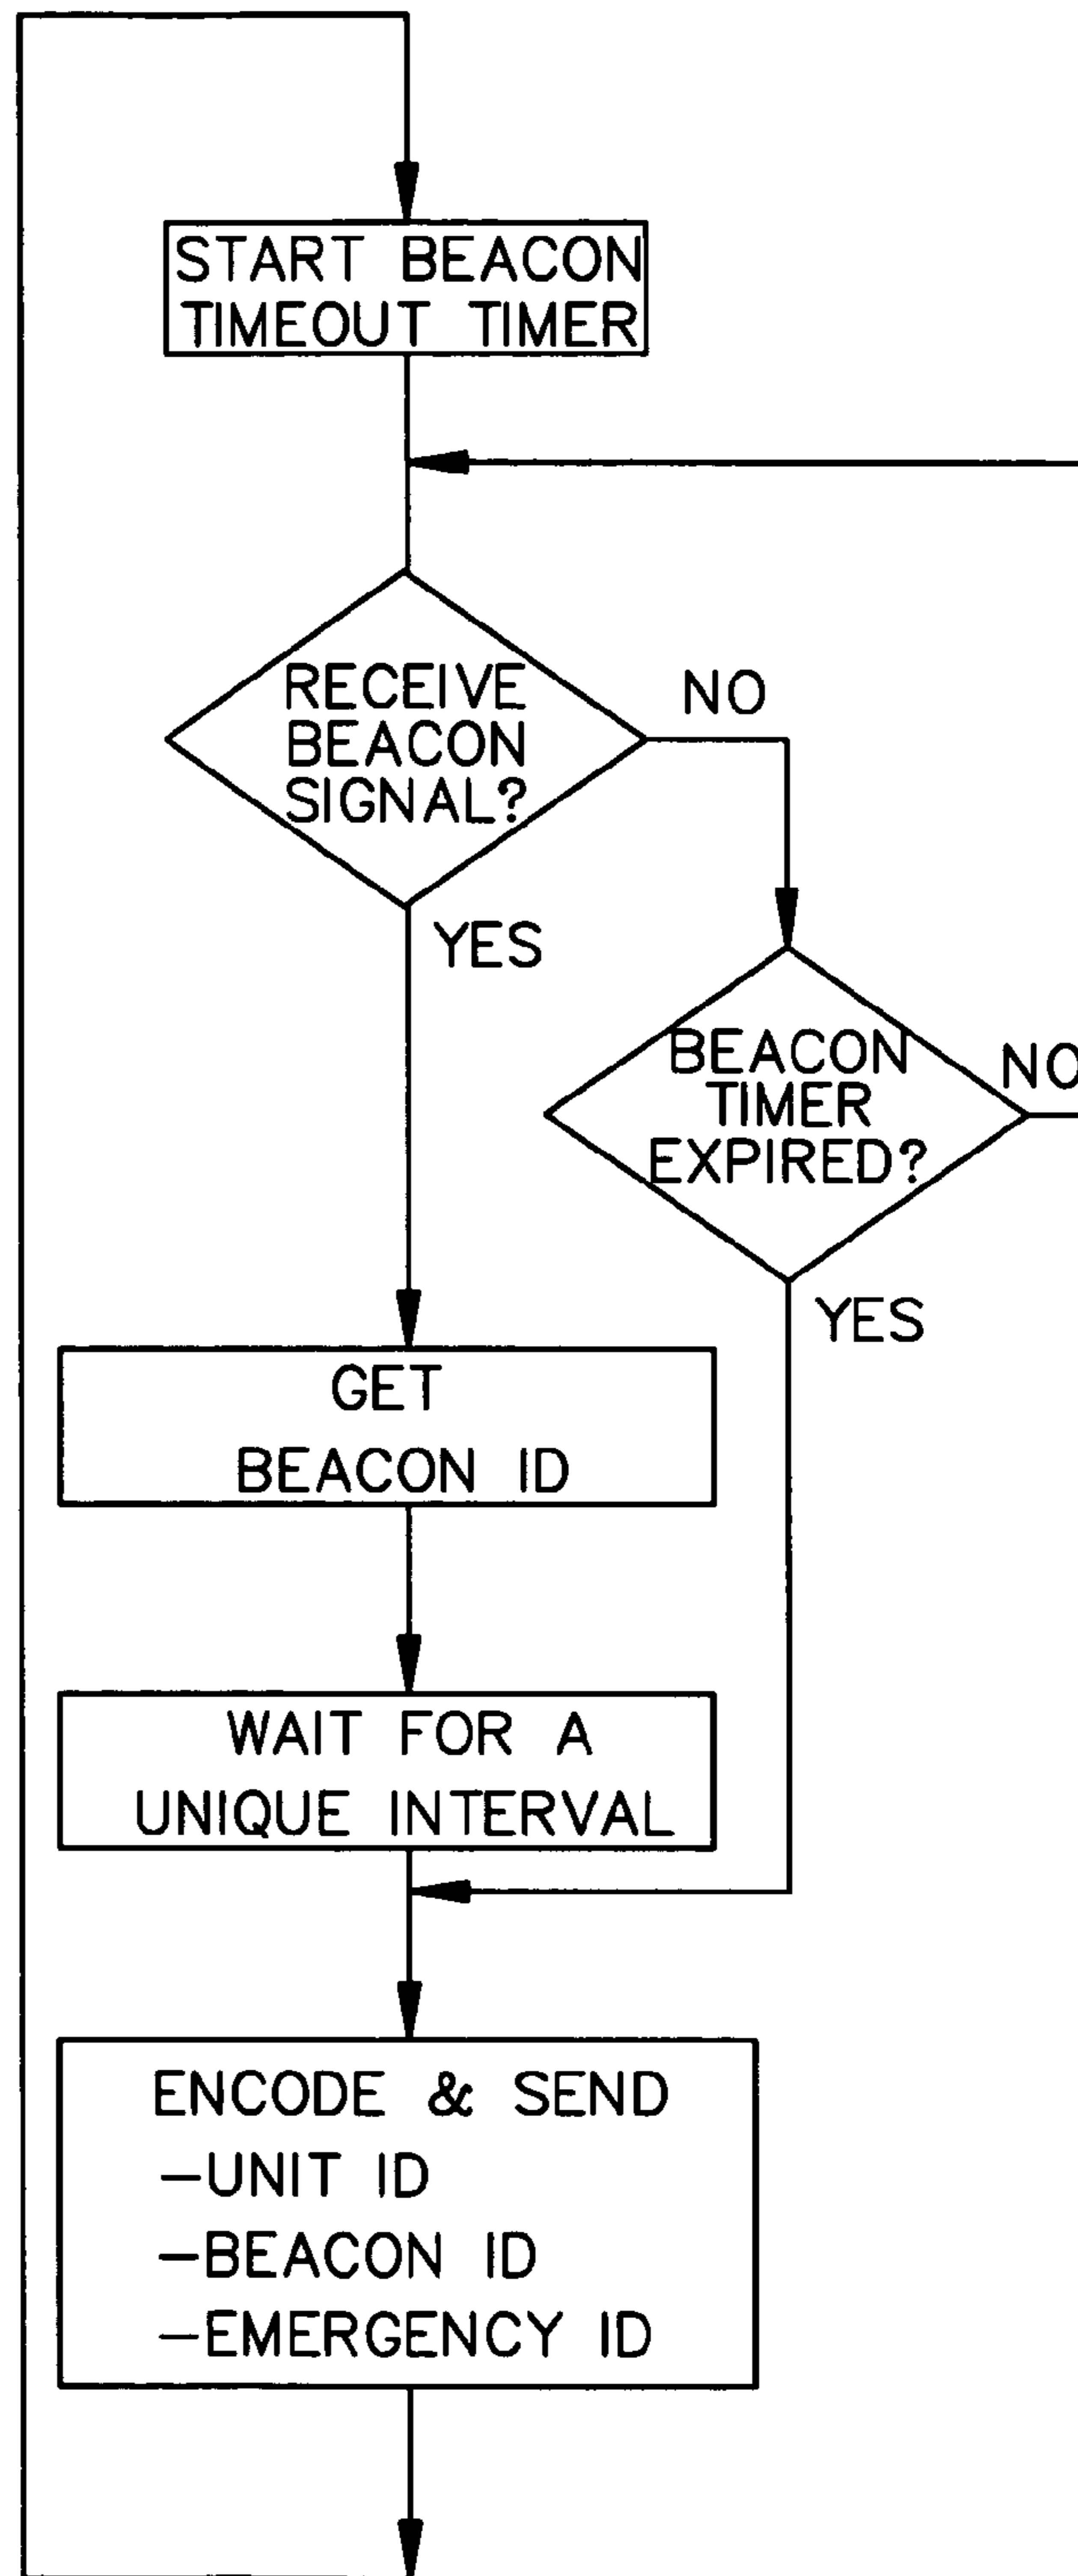 START BEACON
TIMEOUT TIMER
RECEIVE
BEACON
SIGNAL?
NO
YES
BEACON
TIMER
EXPIRED?
NO
YES
GET
BEACON ID
WAIT FOR A
UNIQUE INTERVAL
ENCODE & SEND
-UNIT ID
-BEACON ID
-EMERGENCY ID